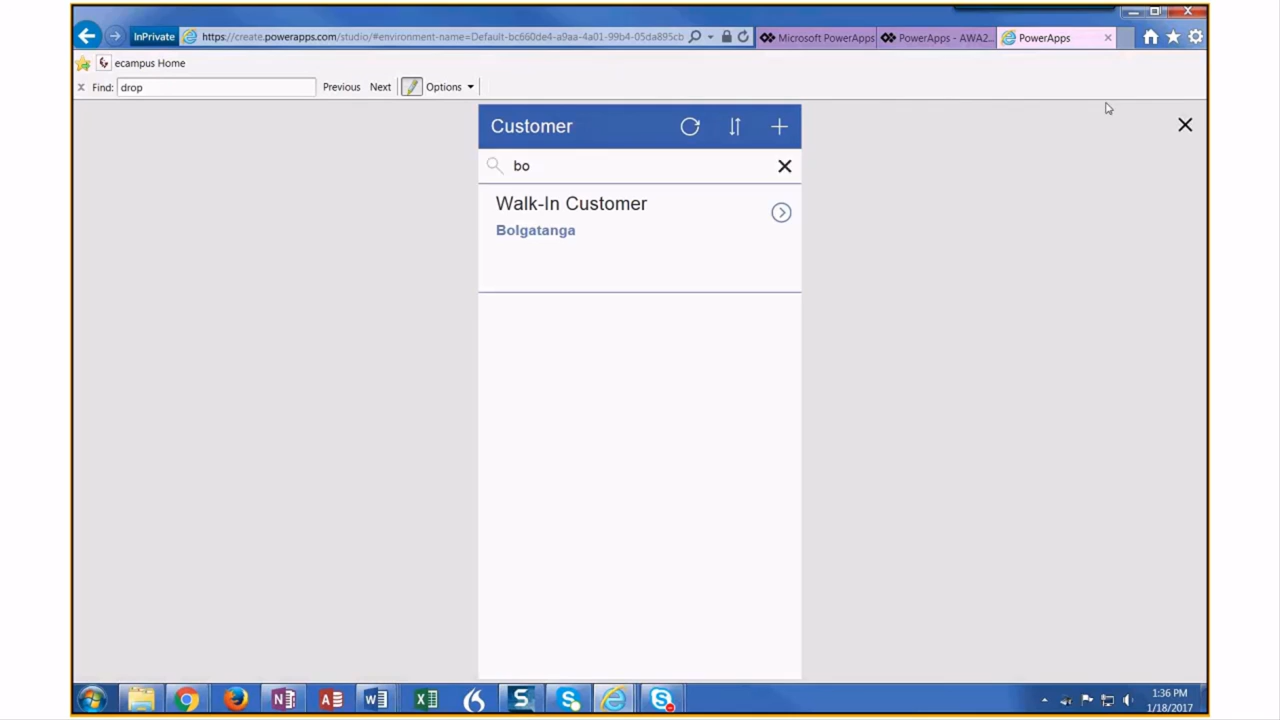 InPrivate https://create.powerapps.com/studio/#environment-name=Default-bc660de4-a9aa-4a01-99b4-05da895cb Microsoft PowerApps PowerApps - AWA2... PowerApps
ecampus Home
x Find: drop Previous Next Options
Customer
bo
Walk-In Customer
Bolgatanga
1:36 PM
1/18/2017